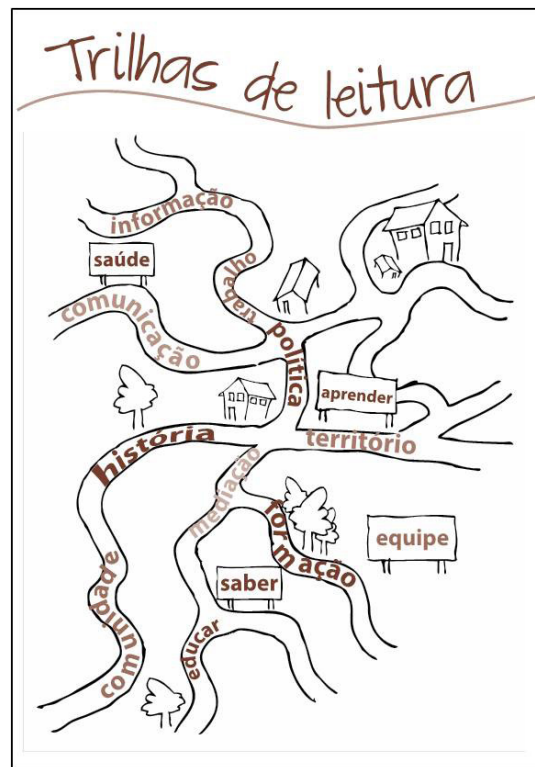 Trilhas de leitura
informação
saúde
trabalho
comunicação
política
aprender
história
território
mediação
formação
equipe
saber
comunidade
educar